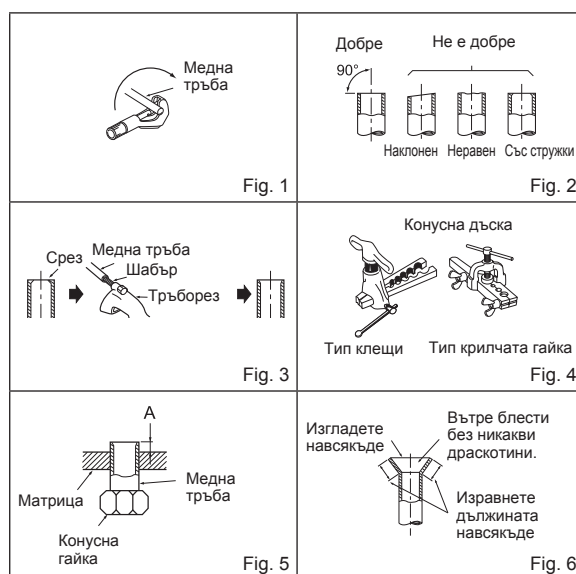 Медна
тръба
Fig. 1
Добре
Не е добре
90°
Наклонен
Неравен
Със стружки
Fig. 2
Срез
Медна тръба
Шабър
Тръборез
Fig. 3
Конусна дъска
Тип клещи
Тип крилчата гайка
Fig. 4
A
Матрица
Медна
тръба
Конусна
гайка
Fig. 5
Изгладете
навсякъде
Вътре блести
без никакви
драскотини.
Изравнете
дължината
навсякъде
Fig. 6